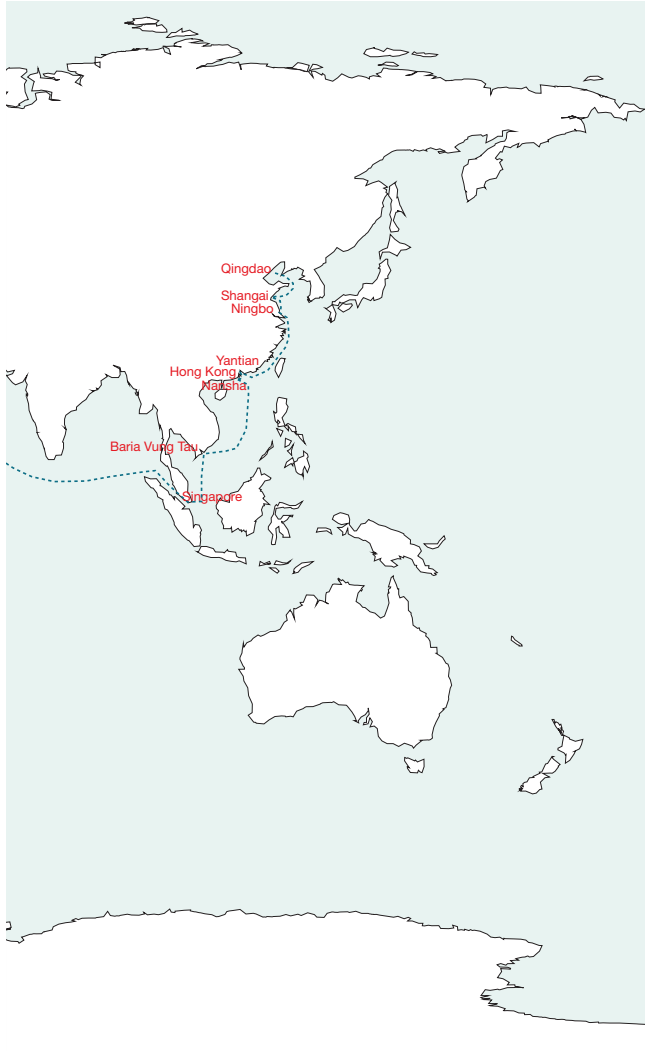 Qingdao
Shangai
Ningbo
Yantian
Hong Kong
Nansha
Baria Vung Tau
Singapore